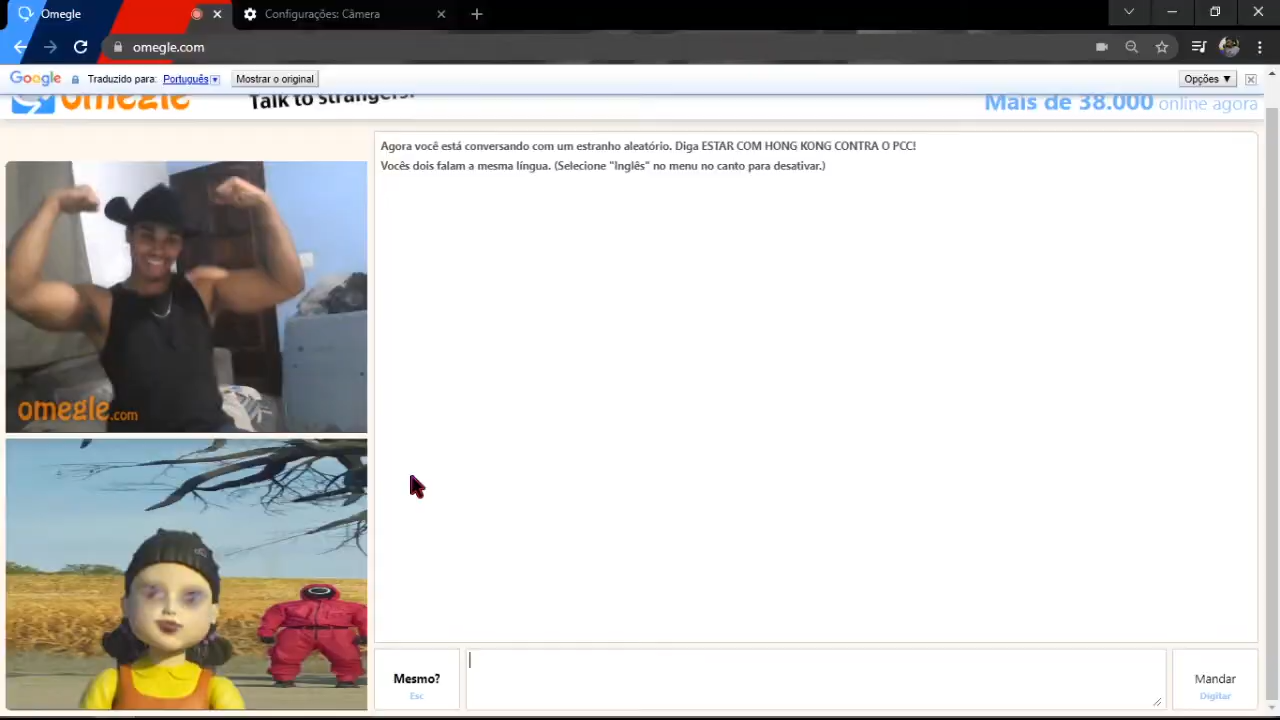 Omegle
Configurações: Câmera
omegle.com
Google Traduzido para: Português Mostrar o original Opções
omegle Talk to strangers! Mais de 38.000 online agora
Agora você está conversando com um estranho aleatório. Diga ESTAR COM HONG KONG CONTRA O PCC!
Vocês dois falam a mesma língua. (Selecione "Inglês" no menu no canto para desativar.)
omegle.com
Mesmo?
Esc
Mandar
Digitar